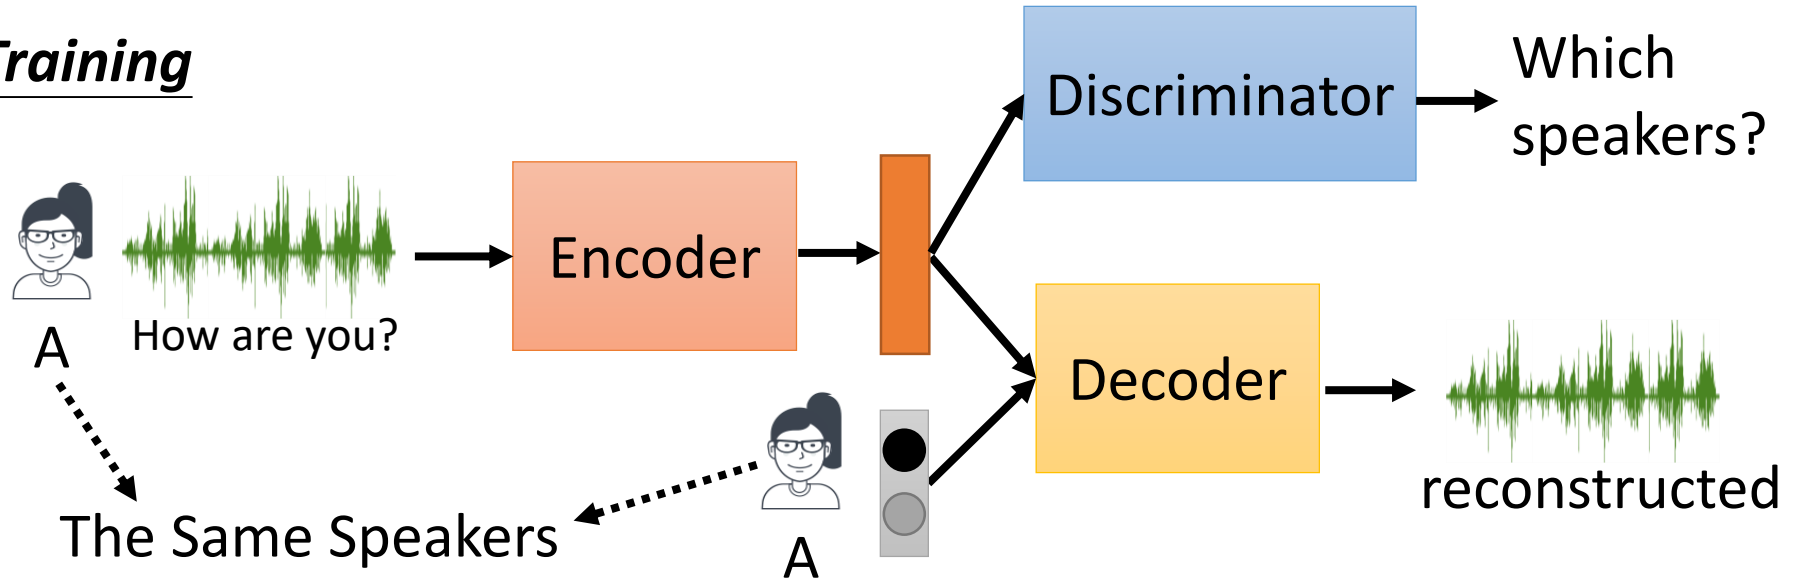 Training
Discriminator
Which
speakers?
Encoder
How are you?
A
Decoder
reconstructed
The Same Speakers
A